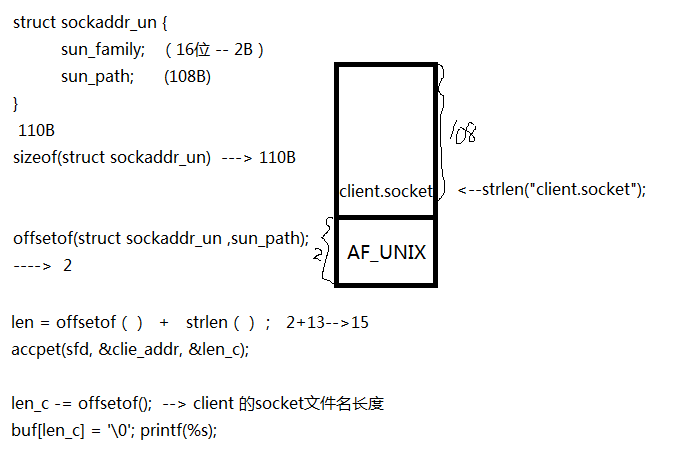 struct sockaddr_un {
sun_family; （16位 -- 2B ）
sun_path; (108B)
}
110B
sizeof(struct sockaddr_un) ---> 110B
108
client.socket <--strlen("client.socket");
offsetof(struct sockaddr_un ,sun_path);
----> 2
2
AF_UNIX
len = offsetof（ ） + strlen（ ）； 2+13-->15
accpet(sfd, &clie_addr, &len_c);
len_c -= offsetof(); --> client 的socket文件名长度
buf[len_c] = '\0'; printf(%s);